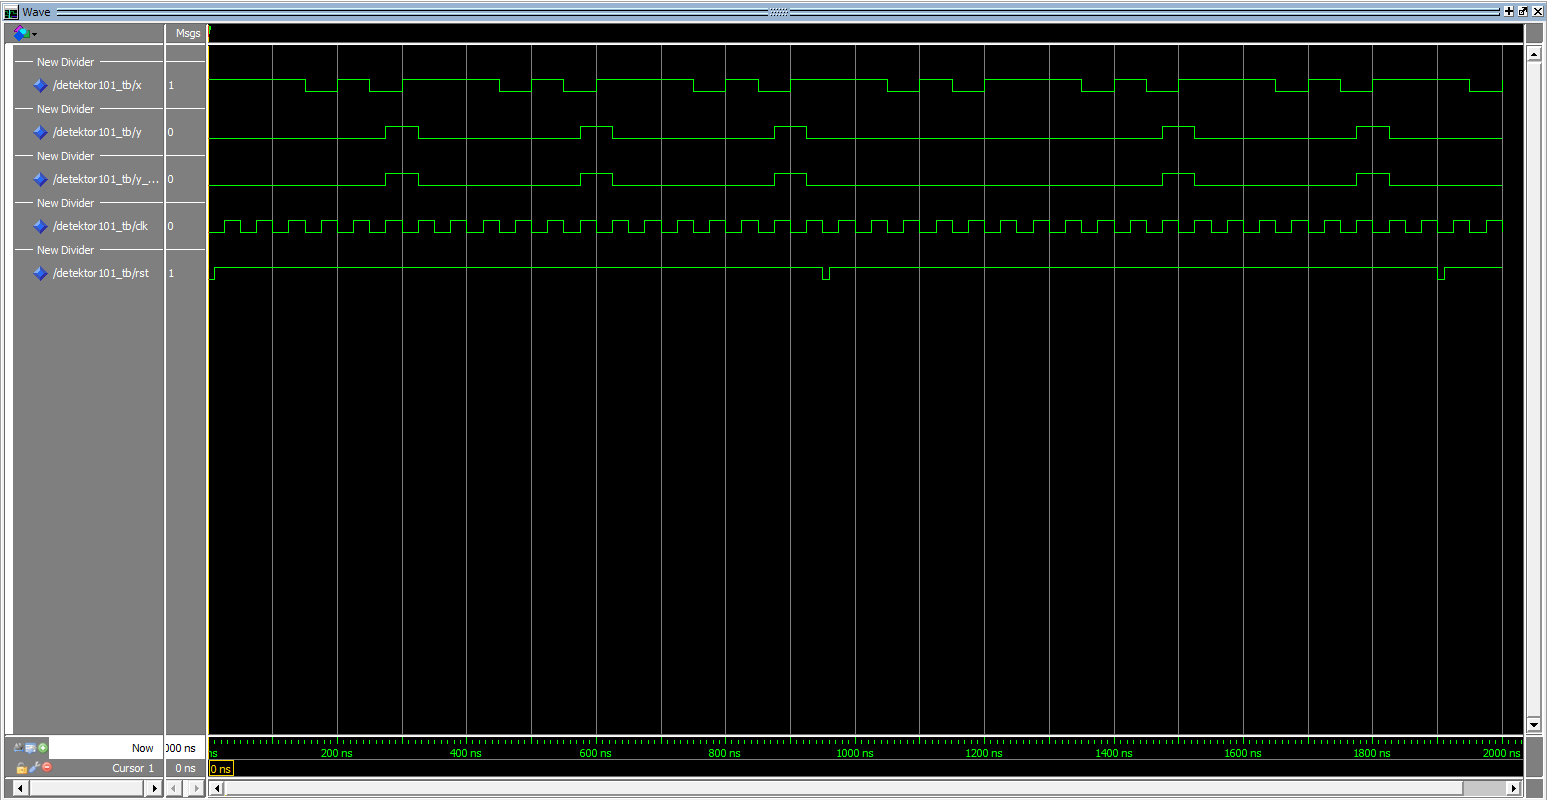 Wave
Msgs
New Divider
/detektor101_tb/x 1
New Divider
/detektor101_tb/y 0
New Divider
/detektor101_tb/y_... 0
New Divider
/detektor101_tb/clk 0
New Divider
/detektor101_tb/rst 1
Now 000 ns ns 200 ns 400 ns 600 ns 800 ns 1000 ns 1200 ns 1400 ns 1600 ns 1800 ns 2000 ns
Cursor 1 0 ns 0 ns